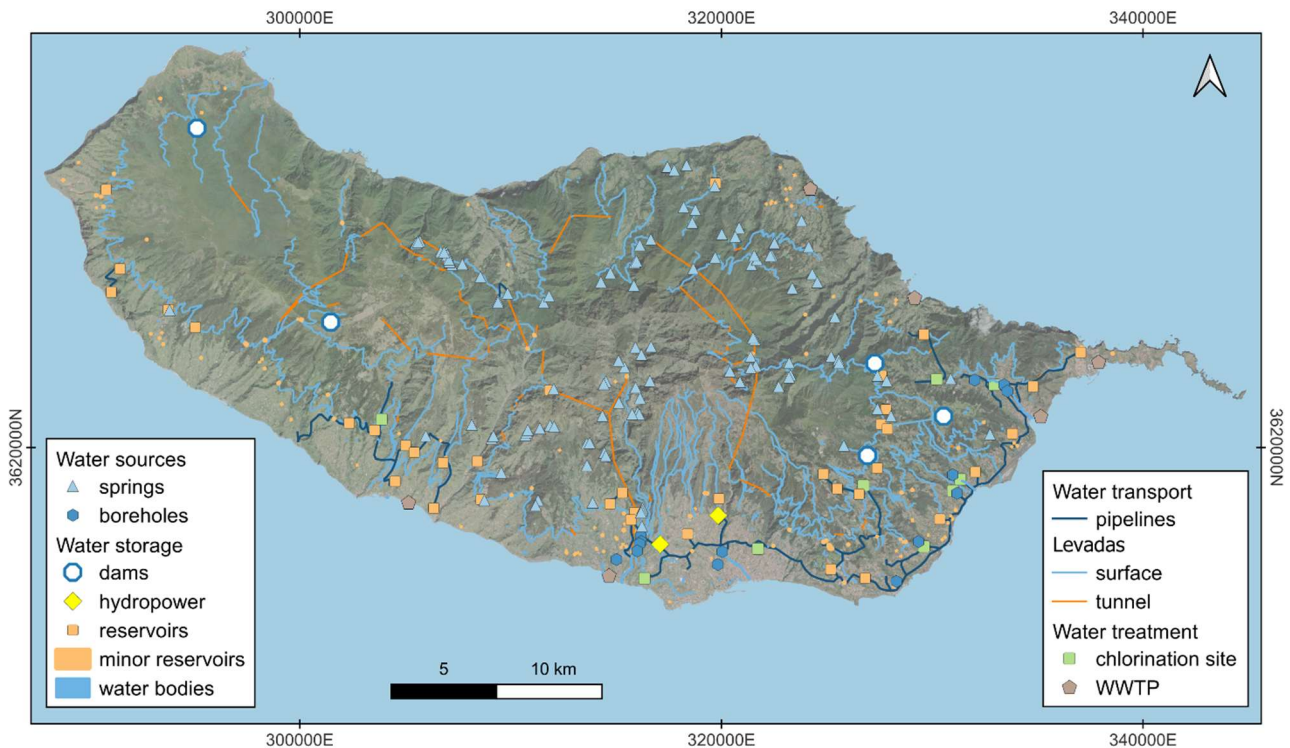 300000E 320000E 340000E
3620000N
3620000N
Water sources
springs
boreholes
Water storage
dams
hydropower
reservoirs
minor reservoirs
water bodies
5 10 km
Water transport
pipelines
Levadas
surface
tunnel
Water treatment
chlorination site
WWTP
300000E 320000E 340000E